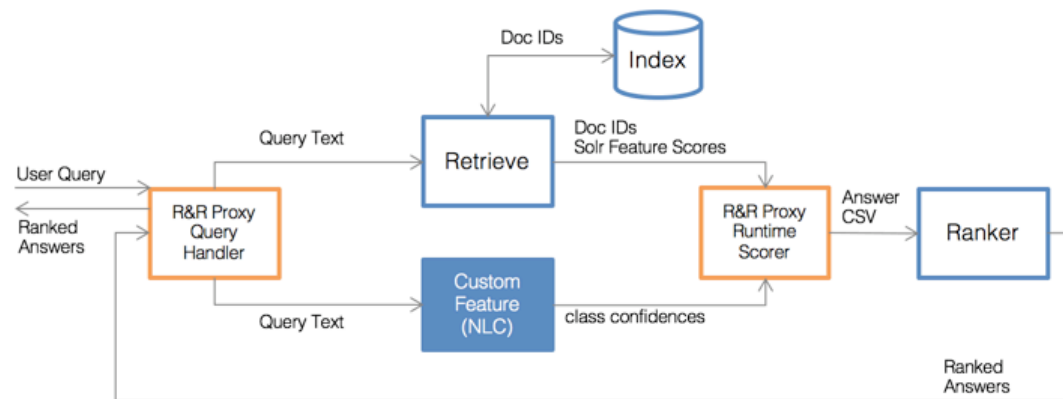 Doc IDs
Index
Query Text
Retrieve
Doc IDs
Solr Feature Scores
User Query
Ranked
Answers
R&R Proxy
Query
Handler
R&R Proxy
Runtime
Scorer
Answer
CSV
Ranker
Custom
Feature
(NLC)
Query Text
class confidences
Ranked
Answers